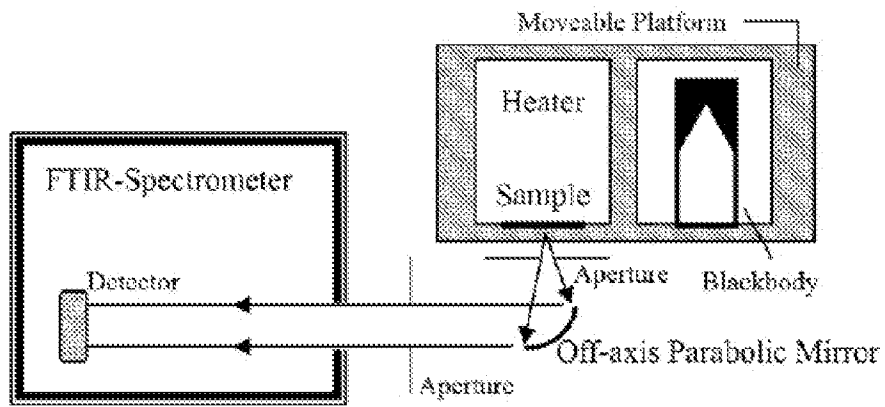 Moveable Platform
Heater
FTIR-Spectrometer
Sample
Detector
Aperture
Blackbody
Off-axis Parabolic Mirror
Aperture